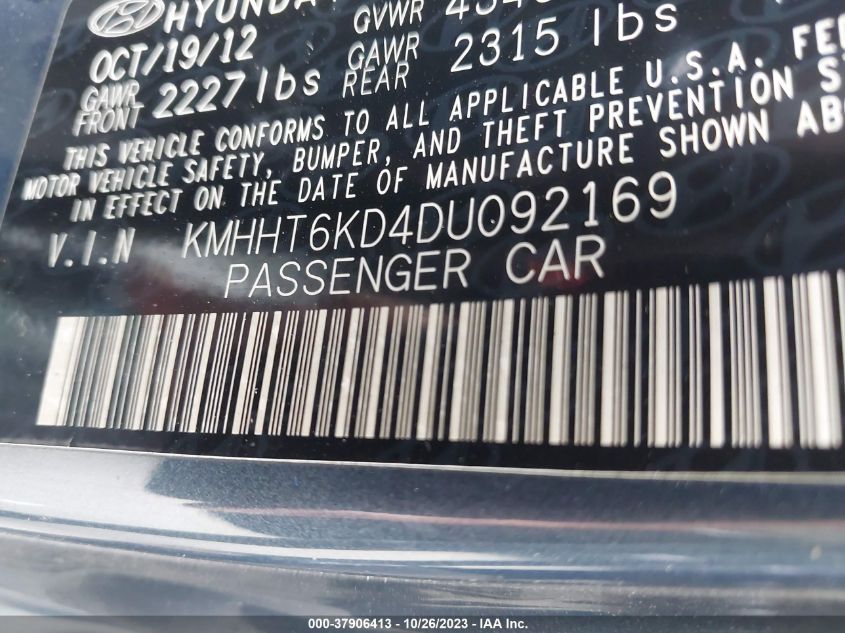 HYUNDAI
OCT/19/12 GVWR
GAWR FRONT 2227 lbs GAWR REAR 2315 lbs
THIS VEHICLE CONFORMS TO ALL APPLICABLE U.S.A.
MOTOR VEHICLE SAFETY, BUMPER, AND THEFT PREVENTION
IN EFFECT ON THE DATE OF MANUFACTURE SHOWN
V.I.N KMHHT6KD4DU092169
PASSENGER CAR
000-37906413 - 10/26/2023 - © IAA, Inc.